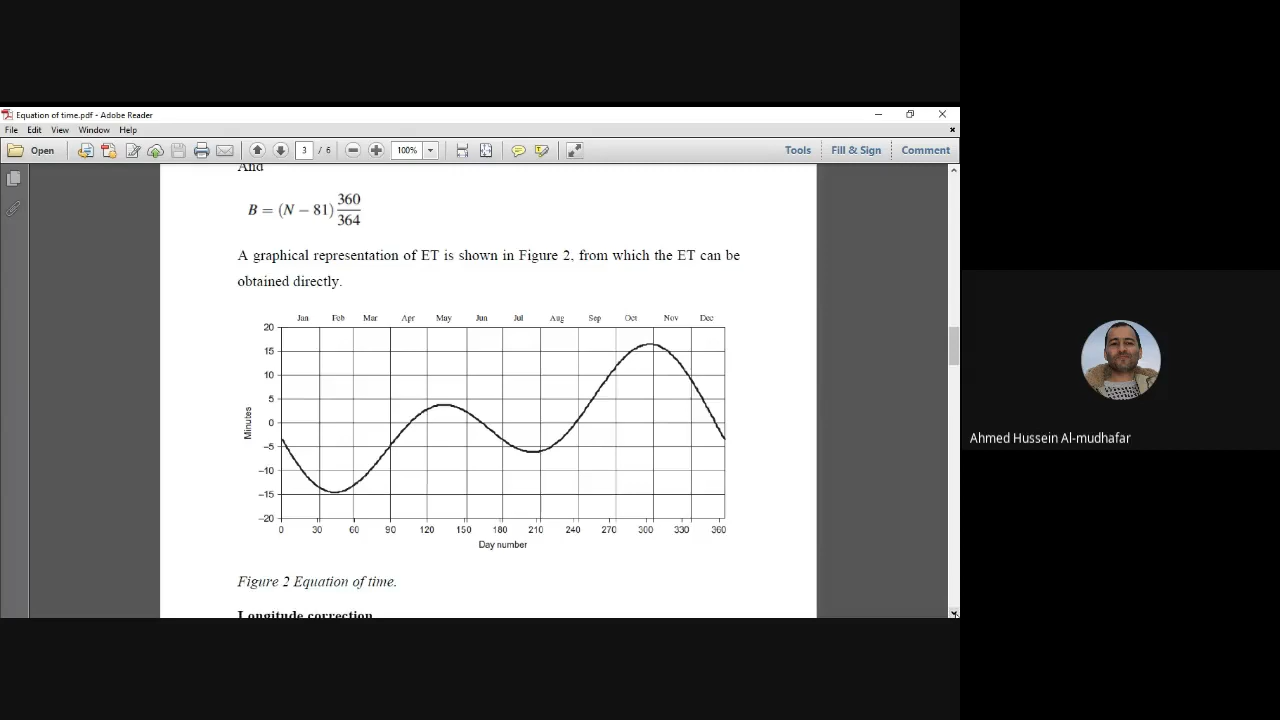 Equation of time.pdf - Adobe Reader
File Edit View Window Help
Open 3 / 6 100% Tools Fill & Sign Comment
And
B = (N − 81) 360/364
A graphical representation of ET is shown in Figure 2, from which the ET can be
obtained directly.
Jan Feb Mar Apr May Jun Jul Aug Sep Oct Nov Dec
20
15
10
5
0
−5
−10
−15
−20
Minutes
0 30 60 90 120 150 180 210 240 270 300 330 360
Day number
Figure 2 Equation of time.
Longitude correction
Ahmed Hussein Al-mudhafar